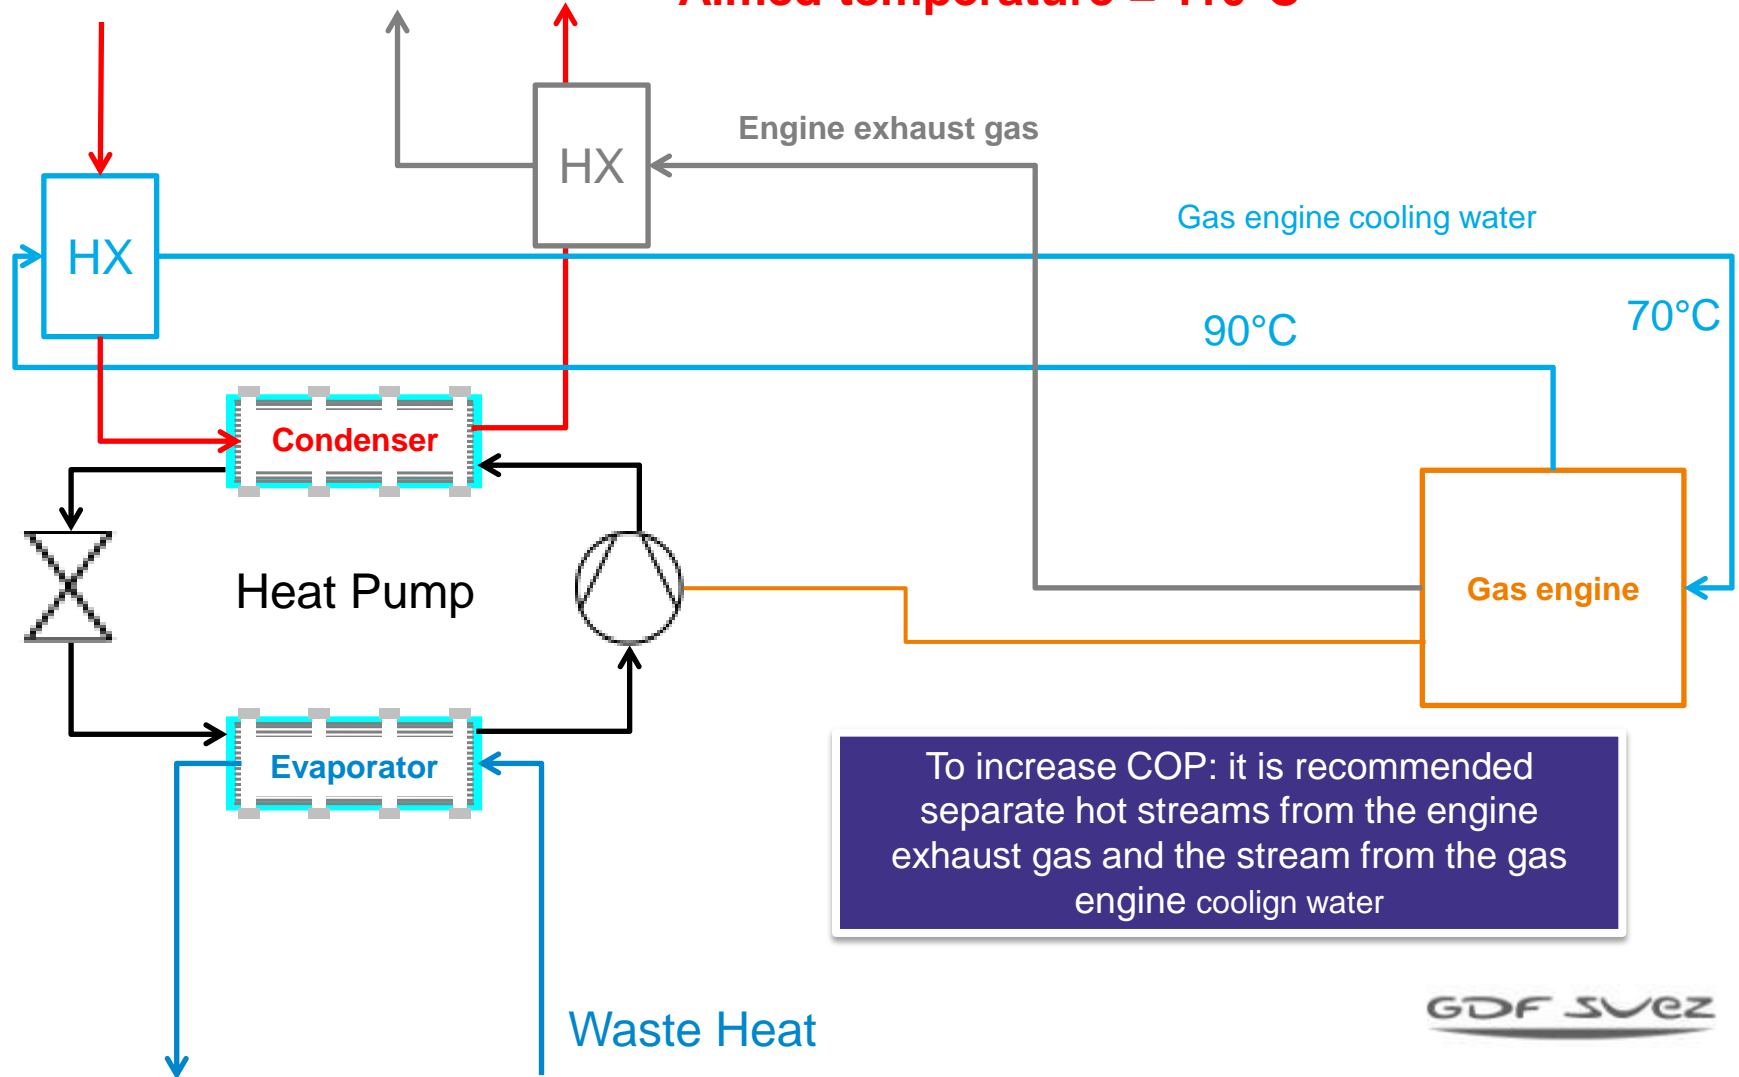 Engine exhaust gas
HX
Gas engine cooling water
HX
90°C
70°C
Condenser
Heat Pump
Gas engine
Evaporator
To increase COP: it is recommended
separate hot streams from the engine
exhaust gas and the stream from the gas
engine coolign water
Waste Heat
GDF SUEZ